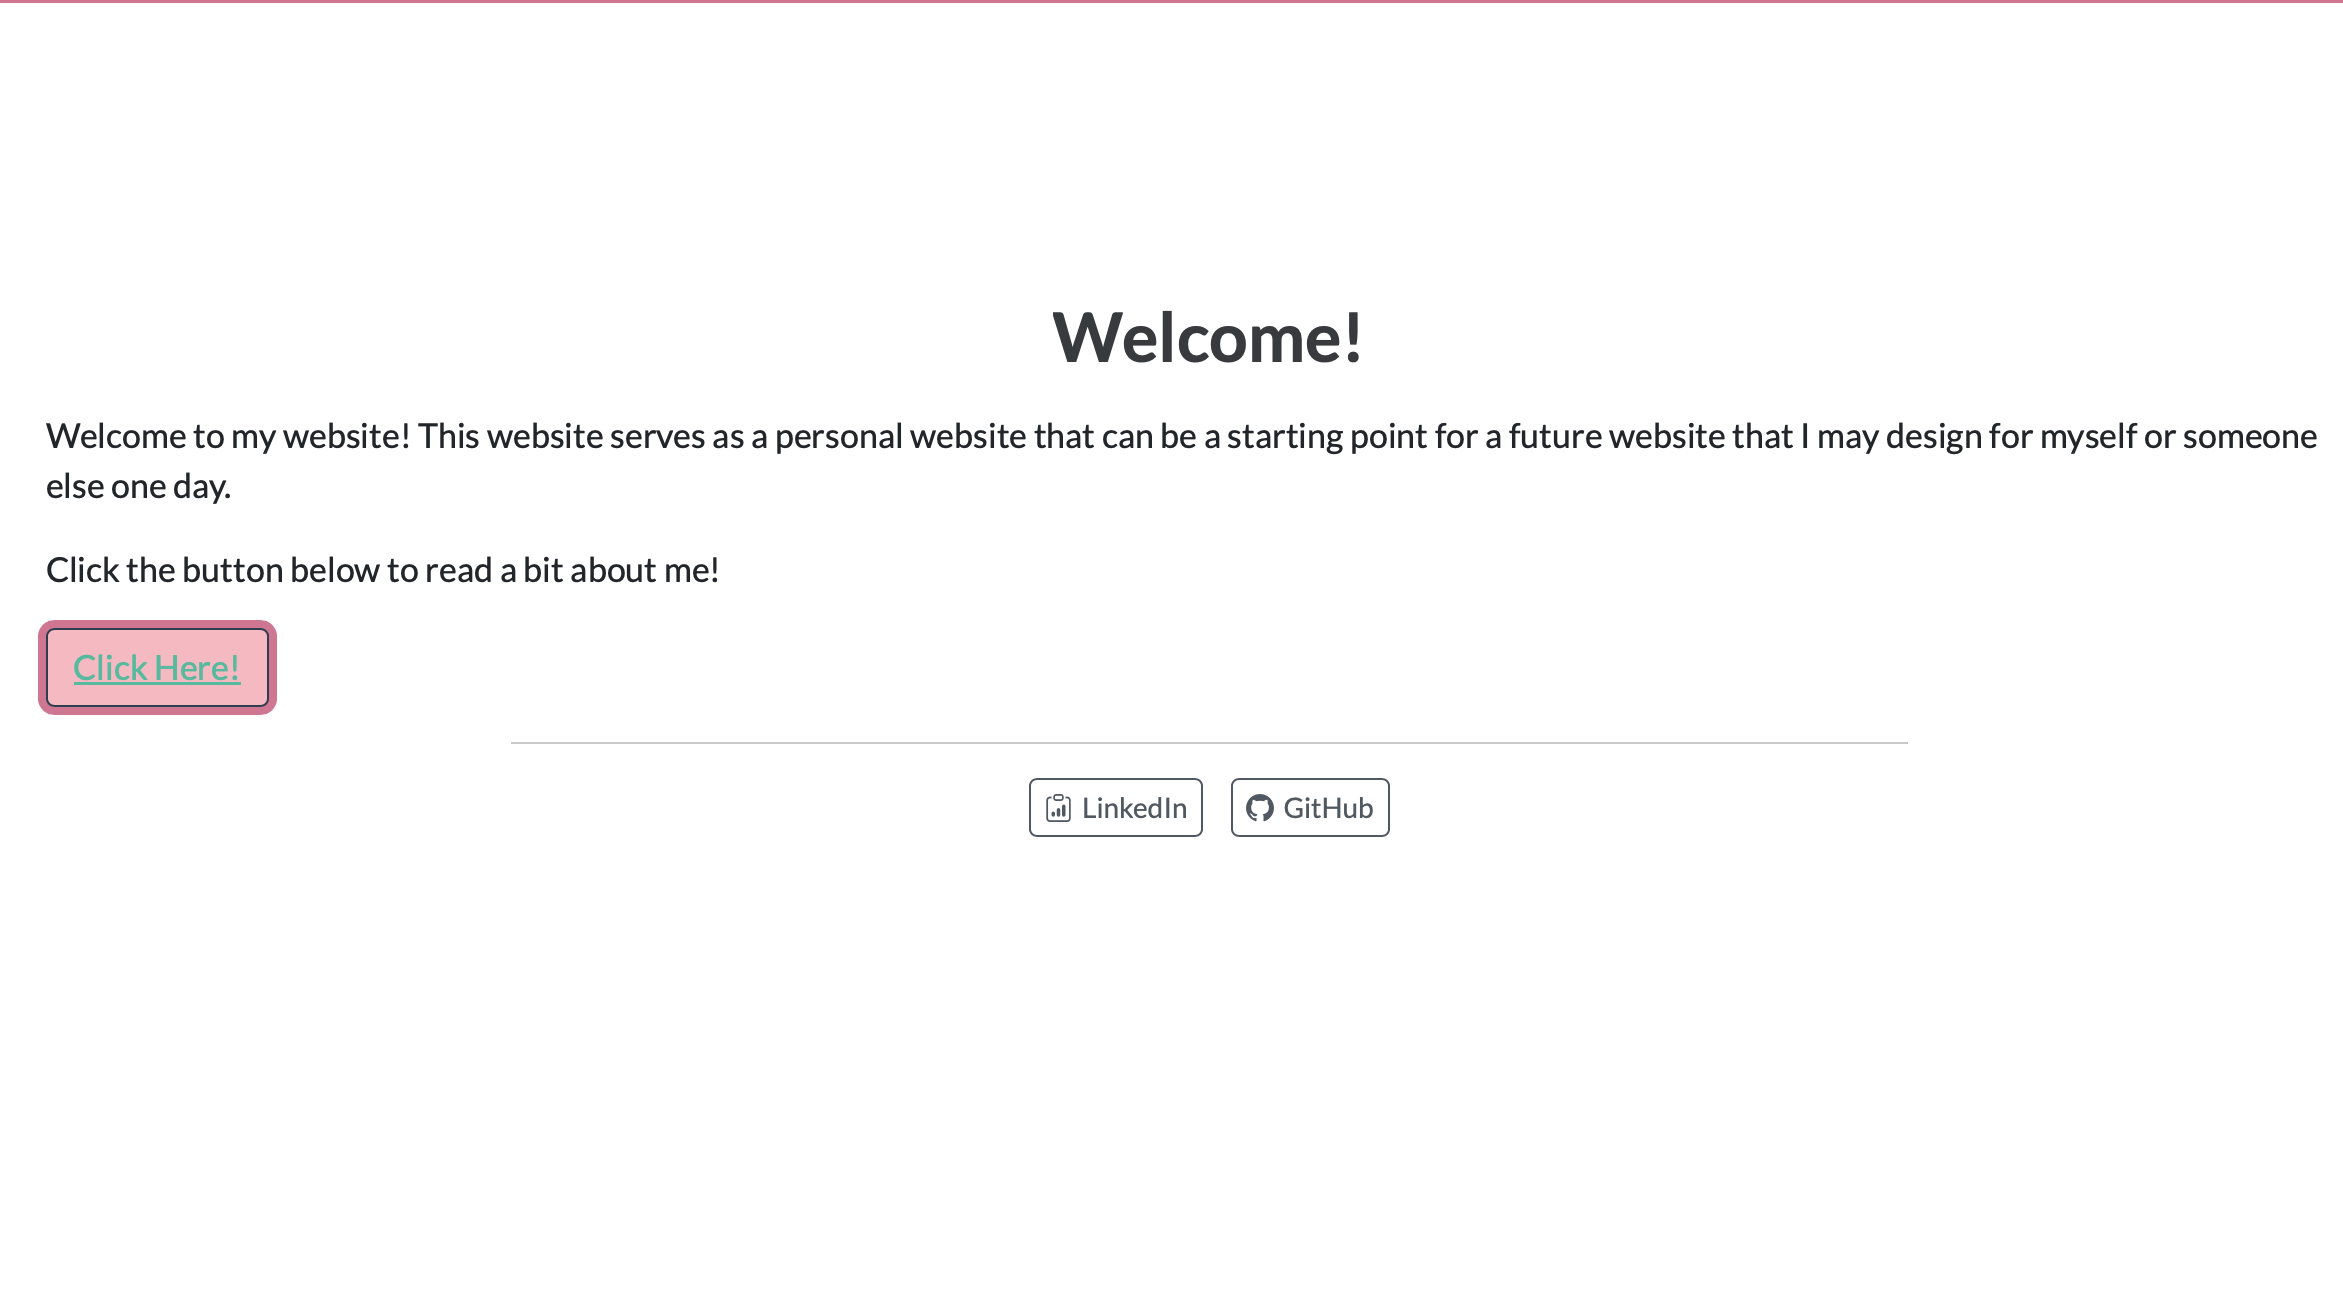 Welcome!
Welcome to my website! This website serves as a personal website that can be a starting point for a future website that I may design for myself or someone
else one day.
Click the button below to read a bit about me!
Click Here!
LinkedIn
GitHub